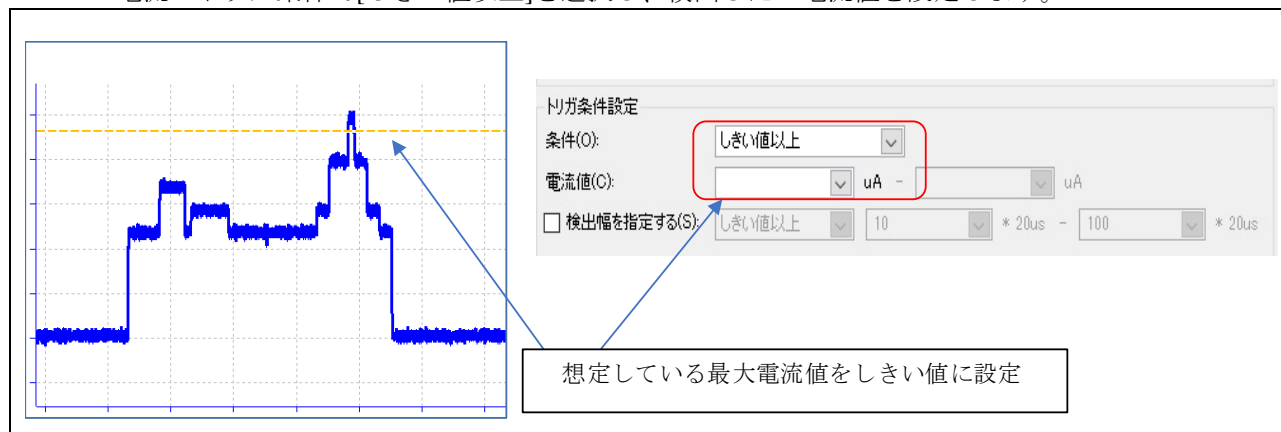 トリガ条件設定
条件(O): しきい値以上
電流値(C): uA - uA
検出幅を指定する(S): しきい値以上 10 * 20us - 100 * 20us
想定している最大電流値をしきい値に設定